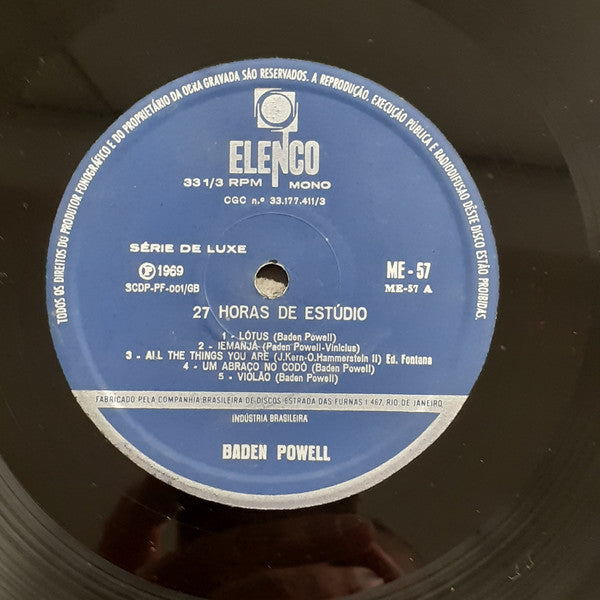 TODOS OS DIREITOS DO PRODUTOR FONOGRÁFICO E DO PROPRIETÁRIO DA OBRA GRAVADA SÃO RESERVADOS. A REPRODUÇÃO, EXECUÇÃO PÚBLICA E RADIODIFUSÃO DÊSTE DISCO ESTÃO PROIBIDAS.
ELENCO
33 1/3 RPM MONO
CGC n.º 33.177.411/3
SÉRIE DE LUXE
℗ 1969
SCDP-PF-001/GB
ME - 57
ME-57 A
27 HORAS DE ESTÚDIO
1 - LÓTUS (Baden Powell)
2 - IEMANJÁ (Paden Powell-Vinicius)
3 - ALL THE THINGS YOU ARE (J.Kern-O.Hammerstein II) Ed. Fontana
4 - UM ABRAÇO NO CODÓ (Baden Powell)
5 - VIOLÃO (Baden Powell)
FABRICADO PELA COMPANHIA BRASILEIRA DE DISCOS ESTRADA DAS FURNAS 1 467, RIO DE JANEIRO
INDÚSTRIA BRASILEIRA
BADEN POWELL